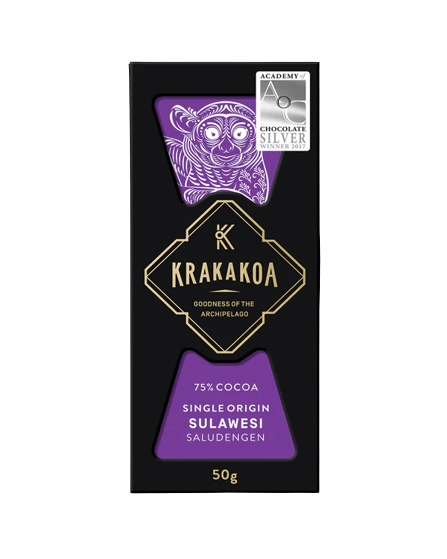 ACADEMY of
AoC
CHOCOLATE
SILVER
WINNER 2017
K
KRAKAKOA
GOODNESS OF THE
ARCHIPELAGO
75% COCOA
SINGLE ORIGIN
SULAWESI
SALUDENGEN
50g